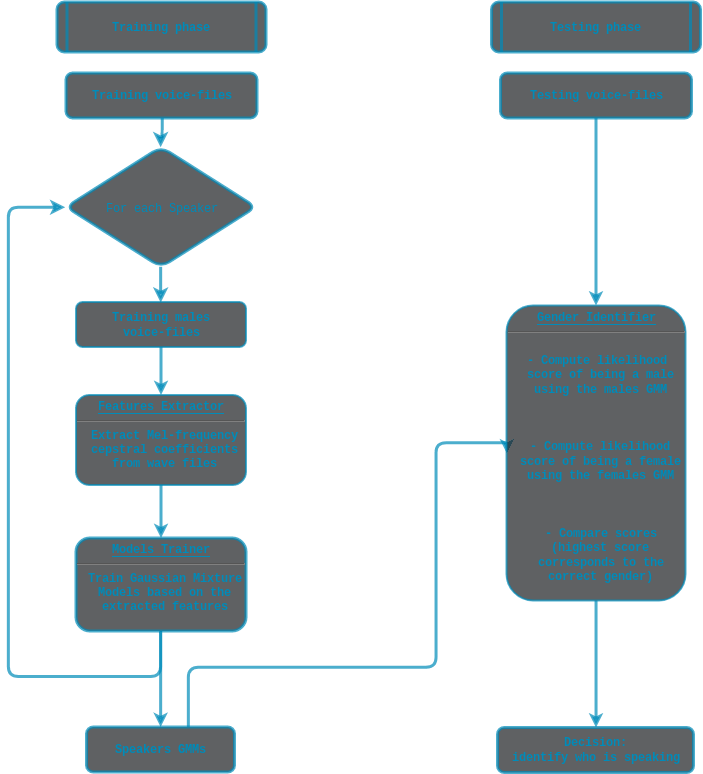 Training phase
Training voice-files
For each Speaker
Training males
voice-files
Features Extractor
Extract Mel-frequency
cepstral coefficients
from wave files
Models Trainer
Train Gaussian Mixture
Models based on the
extracted features
Speakers GMMs
Testing phase
Testing voice-files
Gender Identifier
- Compute likelihood
score of being a male
using the males GMM
- Compute likelihood
score of being a female
using the females GMM
- Compare scores
(highest score
corresponds to the
correct gender)
Decision:
identify who is speaking